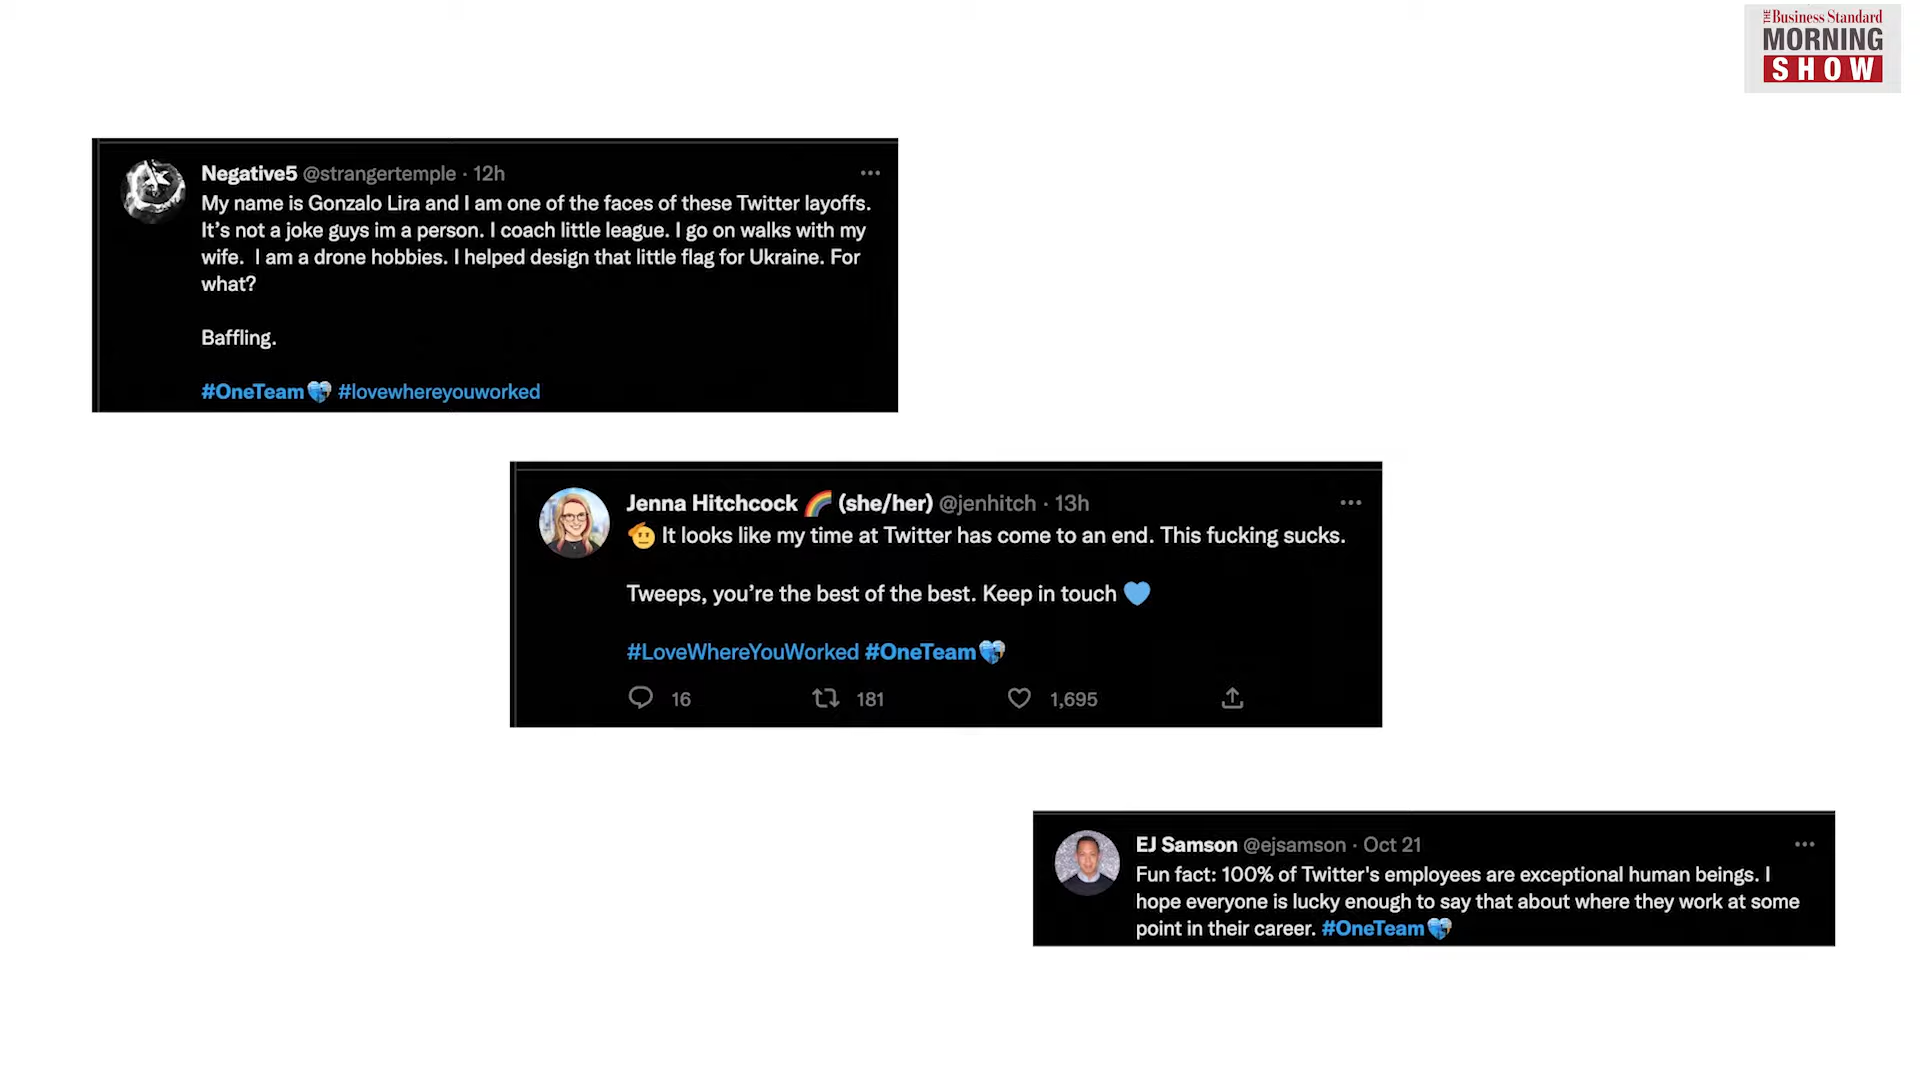 THE Business Standard
MORNING
SHOW
Negative5 @strangertemple · 12h
My name is Gonzalo Lira and I am one of the faces of these Twitter layoffs.
It’s not a joke guys im a person. I coach little league. I go on walks with my
wife.  I am a drone hobbies. I helped design that little flag for Ukraine. For
what?
Baffling.
#OneTeam💙 #lovewhereyouworked
Jenna Hitchcock 🌈 (she/her) @jenhitch · 13h
🫡 It looks like my time at Twitter has come to an end. This fucking sucks.
Tweeps, you’re the best of the best. Keep in touch 💙
#LoveWhereYouWorked #OneTeam💙
16 181 1,695
EJ Samson @ejsamson · Oct 21
Fun fact: 100% of Twitter's employees are exceptional human beings. I
hope everyone is lucky enough to say that about where they work at some
point in their career. #OneTeam💙